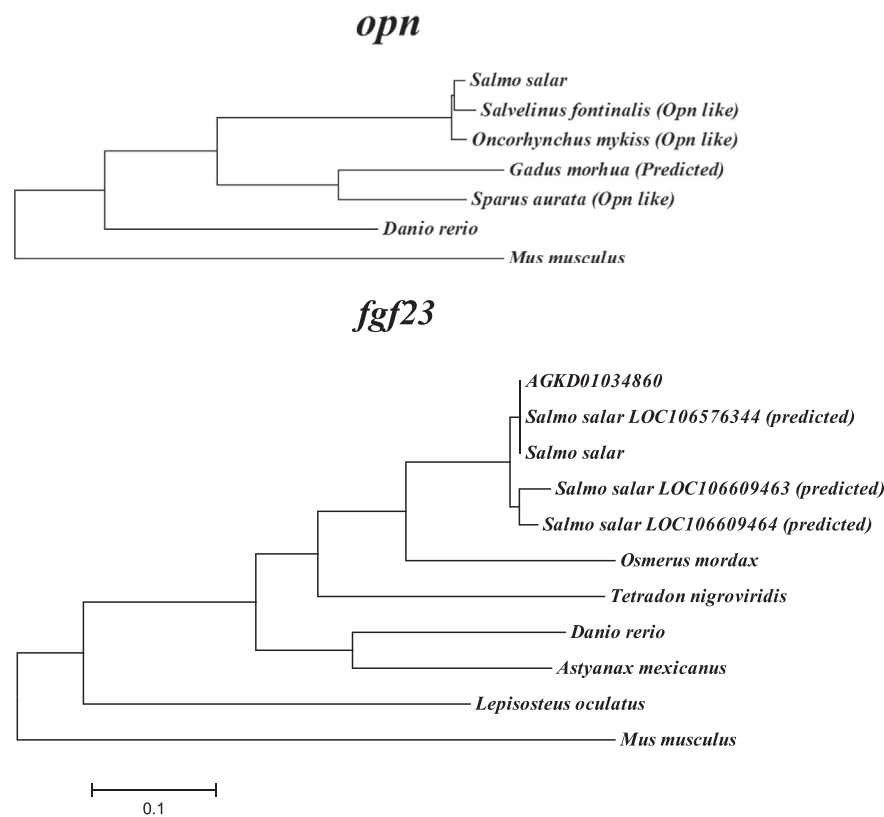 opn
Salmo salar
Salvelinus fontinalis (Opn like)
Oncorhynchus mykiss (Opn like)
Gadus morhua (Predicted)
Sparus aurata (Opn like)
Danio rerio
Mus musculus
fgf23
AGKD01034860
Salmo salar LOC106576344 (predicted)
Salmo salar
Salmo salar LOC106609463 (predicted)
Salmo salar LOC106609464 (predicted)
Osmerus mordax
Tetradon nigroviridis
Danio rerio
Astyanax mexicanus
Lepisosteus oculatus
Mus musculus
0.1